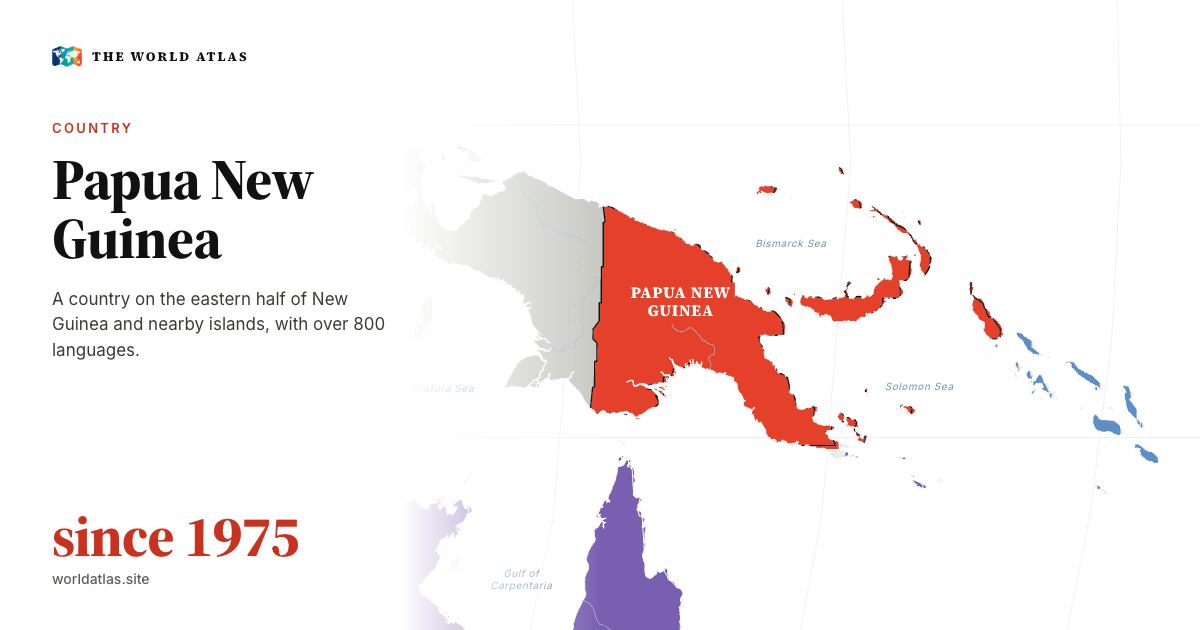 THE WORLD ATLAS
COUNTRY
Papua New
Guinea
A country on the eastern half of New
Guinea and nearby islands, with over 800
languages.
since 1975
worldatlas.site
Bismarck Sea
PAPUA NEW
GUINEA
Arafura Sea
Solomon Sea
Gulf of
Carpentaria